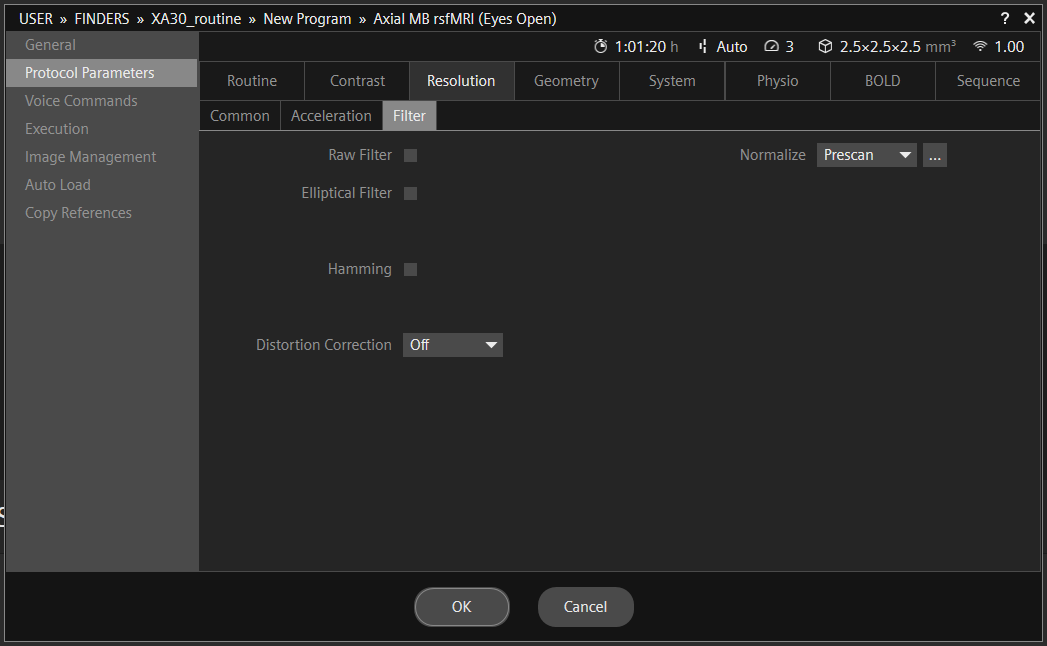 USER » FINDERS » XA30_routine » New Program » Axial MB rsfMRI (Eyes Open) ? ×
General
Protocol Parameters
Voice Commands
Execution
Image Management
Auto Load
Copy References
1:01:20 h Auto 3 2.5×2.5×2.5 mm³ 1.00
Routine Contrast Resolution Geometry System Physio BOLD Sequence
Common Acceleration Filter
Raw Filter Normalize Prescan ...
Elliptical Filter
Hamming
Distortion Correction Off
OK Cancel